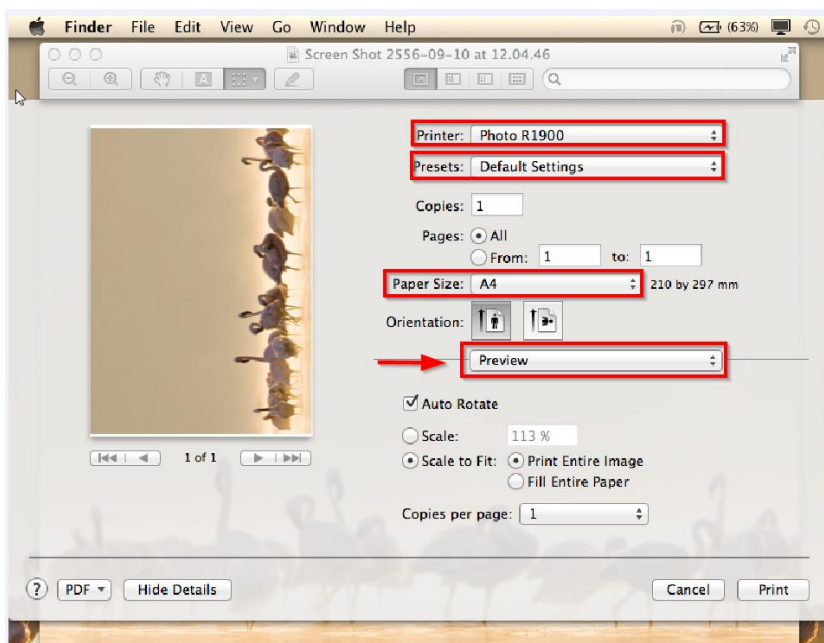 Finder File Edit View Go Window Help (63%)
Screen Shot 2556-09-10 at 12.04.46
Printer: Photo R1900
Presets: Default Settings
Copies: 1
Pages: All
From: 1 to: 1
Paper Size: A4 210 by 297 mm
Orientation:
Preview
Auto Rotate
Scale: 113 %
Scale to Fit: Print Entire Image
Fill Entire Paper
1 of 1
Copies per page: 1
? PDF Hide Details Cancel Print